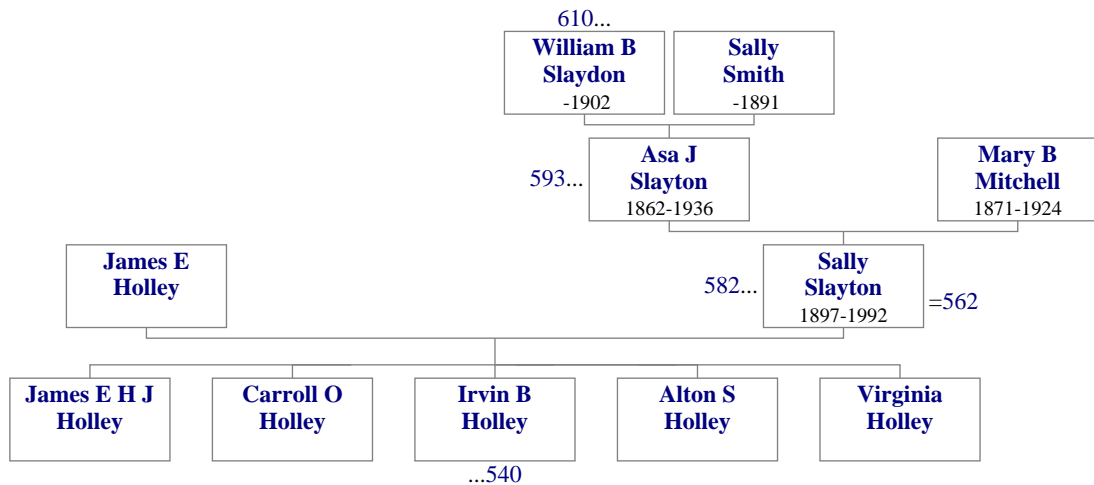 610...
William B
Slaydon
-1902
Sally
Smith
-1891
593...
Asa J
Slayton
1862-1936
Mary B
Mitchell
1871-1924
James E
Holley
582...
Sally
Slayton
1897-1992
=562
James E H J
Holley
Carroll O
Holley
Irvin B
Holley
Alton S
Holley
Virginia
Holley
...540